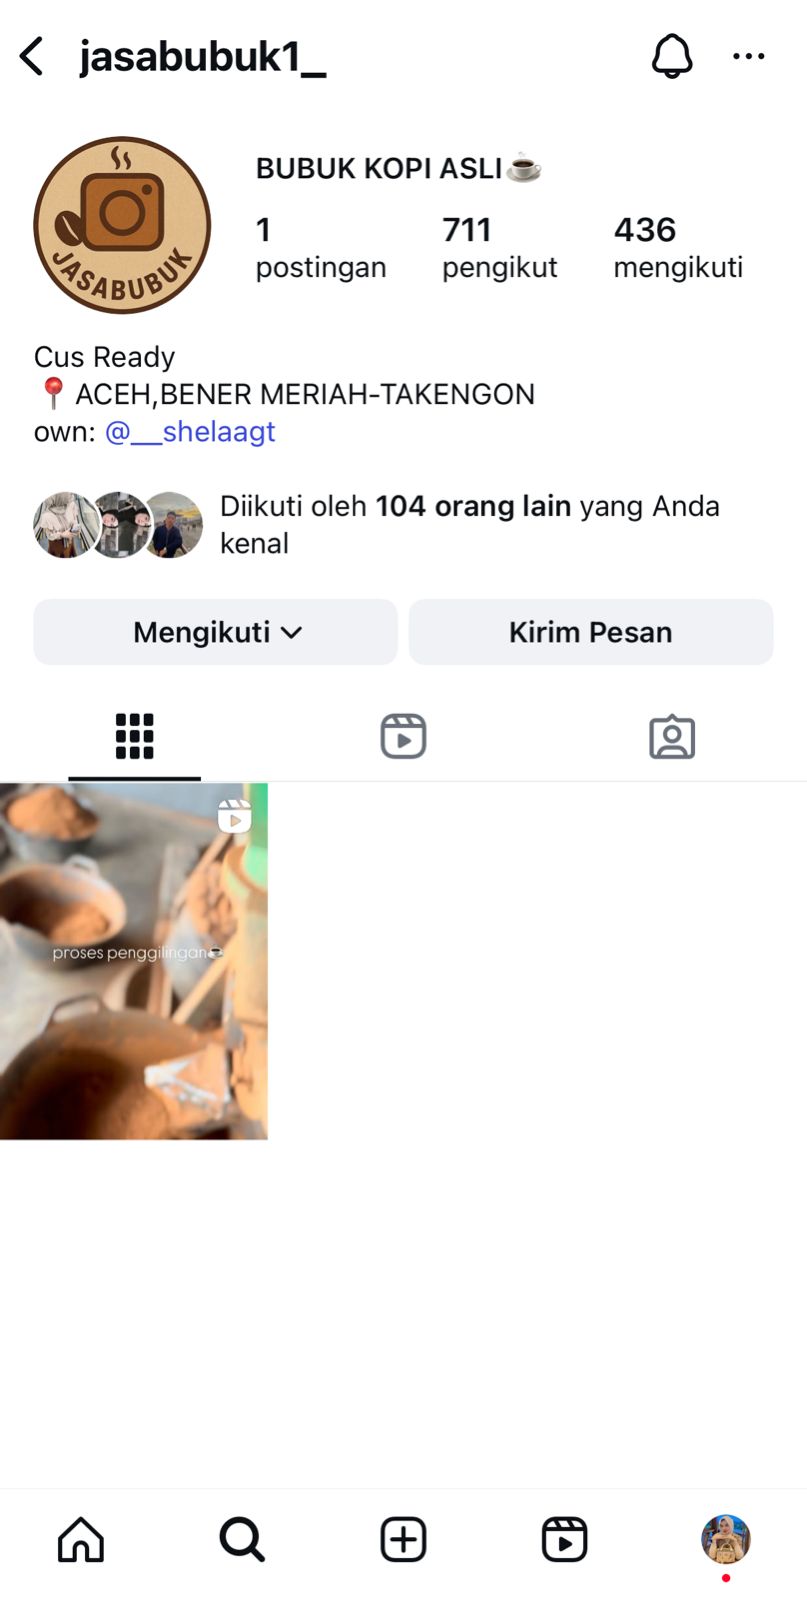 jasabubuk1_
JASABUBUK
BUBUK KOPI ASLI☕
1 711 436
postingan pengikut mengikuti
Cus Ready
📍ACEH,BENER MERIAH-TAKENGON
own: @__shelaagt
Diikuti oleh 104 orang lain yang Anda
kenal
Mengikuti Kirim Pesan
proses penggilingan☕